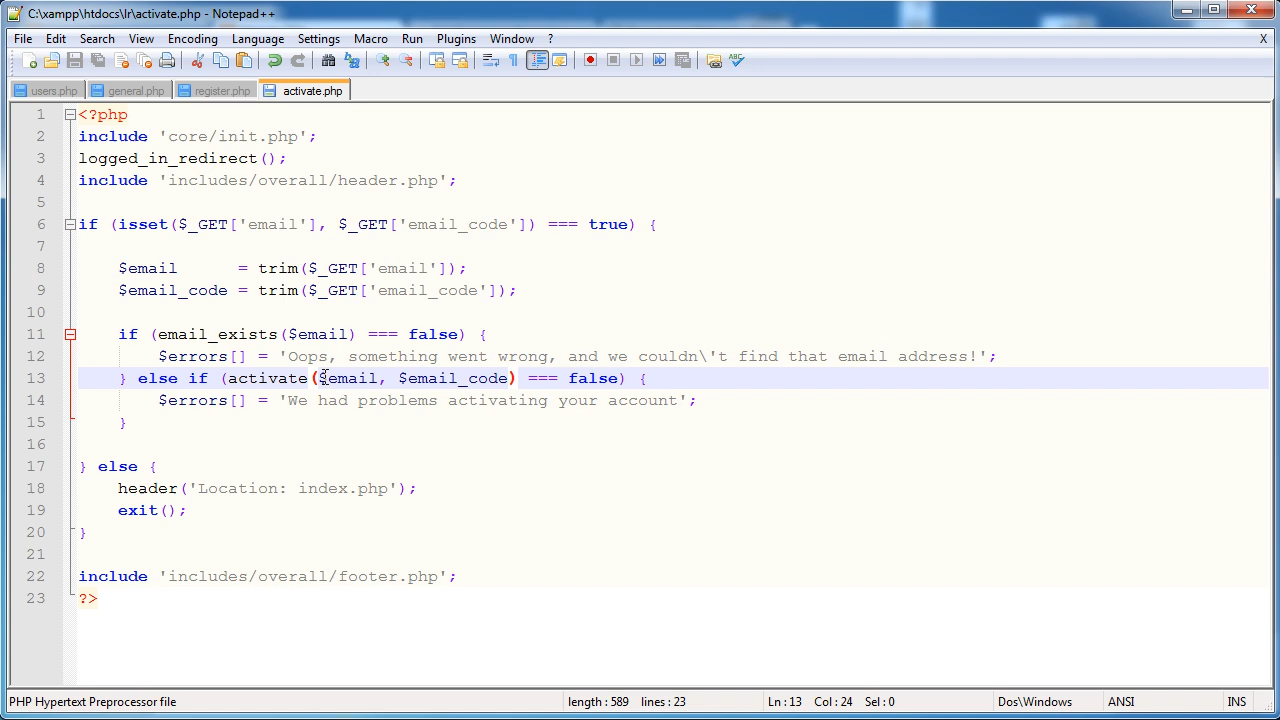 C:\xampp\htdocs\lr\activate.php - Notepad++
File Edit Search View Encoding Language Settings Macro Run Plugins Window ? X
users.php general.php register.php activate.php
1 <?php
2 include 'core/init.php';
3 logged_in_redirect();
4 include 'includes/overall/header.php';
5
6 if (isset($_GET['email'], $_GET['email_code']) === true) {
7
8 $email = trim($_GET['email']);
9 $email_code = trim($_GET['email_code']);
10
11 if (email_exists($email) === false) {
12 $errors[] = 'Oops, something went wrong, and we couldn\'t find that email address!';
13 } else if (activate($email, $email_code) === false) {
14 $errors[] = 'We had problems activating your account';
15 }
16
17 } else {
18 header('Location: index.php');
19 exit();
20 }
21
22 include 'includes/overall/footer.php';
23 ?>
PHP Hypertext Preprocessor file length : 589 lines : 23 Ln : 13 Col : 24 Sel : 0 Dos\Windows ANSI INS